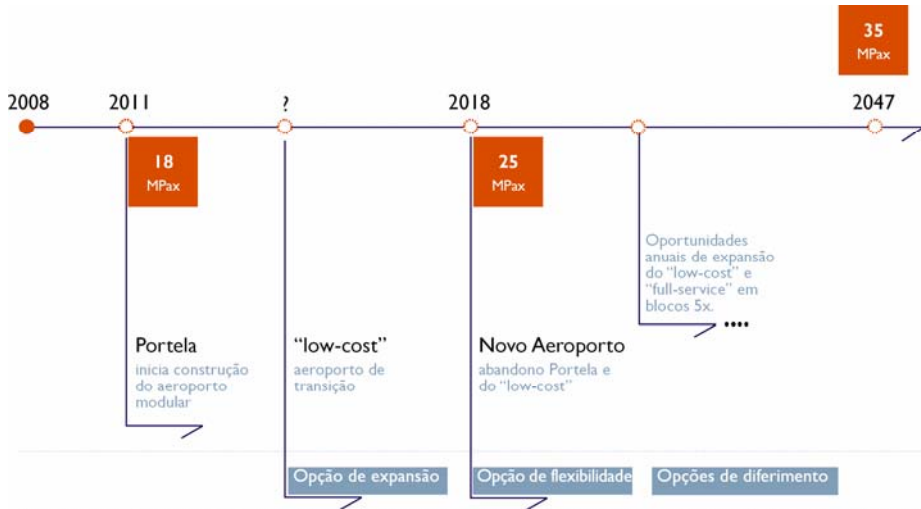 35
MPax
2008
2011
?
2018
2047
18
MPax
25
MPax
Oportunidades
anuais de expansão
do “low-cost” e
“full-service” em
blocos 5x.
Portela
inicia construção
do aeroporto
modular
“low-cost”
aeroporto de
transição
Novo Aeroporto
abandono Portela e
do “low-cost”
Opção de expansão
Opção de flexibilidade
Opções de diferimento